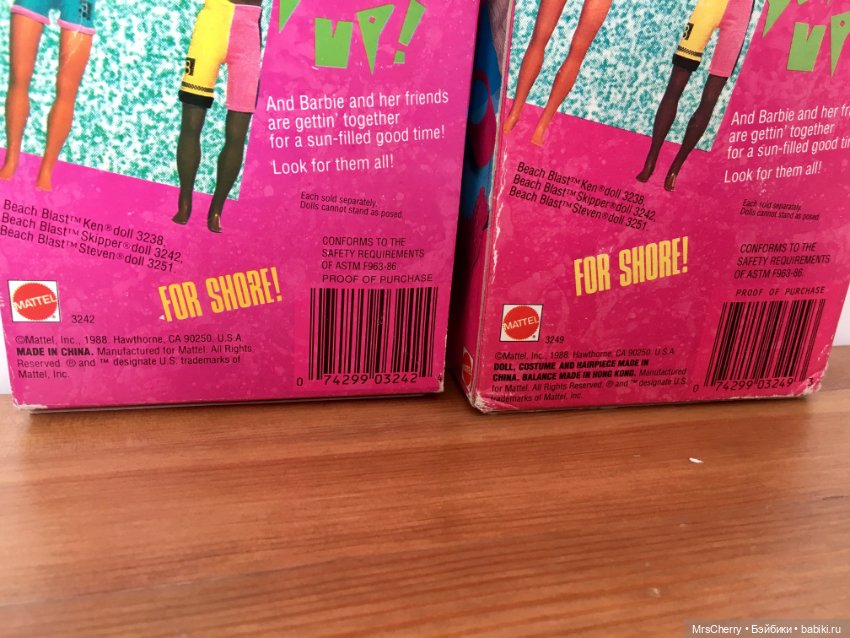 UP!
And Barbie and her friends
are gettin' together
for a sun-filled good time!
Look for them all!
Each sold separately.
Dolls cannot stand as posed.
Beach Blast™ Ken® doll 3238,
Beach Blast™ Skipper® doll 3242,
Beach Blast™ Steven® doll 3251.
CONFORMS TO THE
SAFETY REQUIREMENTS
OF ASTM F963-86.
PROOF OF PURCHASE
FOR SHORE!
MATTEL
3242
©Mattel, Inc., 1988. Hawthorne, CA 90250. U.S.A.
MADE IN CHINA. Manufactured for Mattel. All Rights
Reserved. ® and ™ designate U.S. trademarks of
Mattel, Inc.
0 74299 03242
UP!
And Barbie and her fr
are gettin' together
for a sun-filled good ti
Look for them all!
Each sold separately.
Dolls cannot stand as posed.
Beach Blast™ Ken® doll 3238,
Beach Blast™ Skipper® doll 3242,
Beach Blast™ Steven® doll 3251.
CONFORMS TO THE
SAFETY REQUIREMENTS
OF ASTM F963-86.
PROOF OF PURCHASE
FOR SHORE!
MATTEL
3249
©Mattel, Inc., 1988. Hawthorne, CA 90250. U.S.A.
DOLL, COSTUME AND HAIRPIECE MADE IN
CHINA. BALANCE MADE IN HONG KONG. Manufactured
for Mattel. All Rights Reserved. ® and ™ designate U.S.
trademarks of Mattel, Inc.
0 74299 03249 3
MrsCherry • Бэйбики • babiki.ru